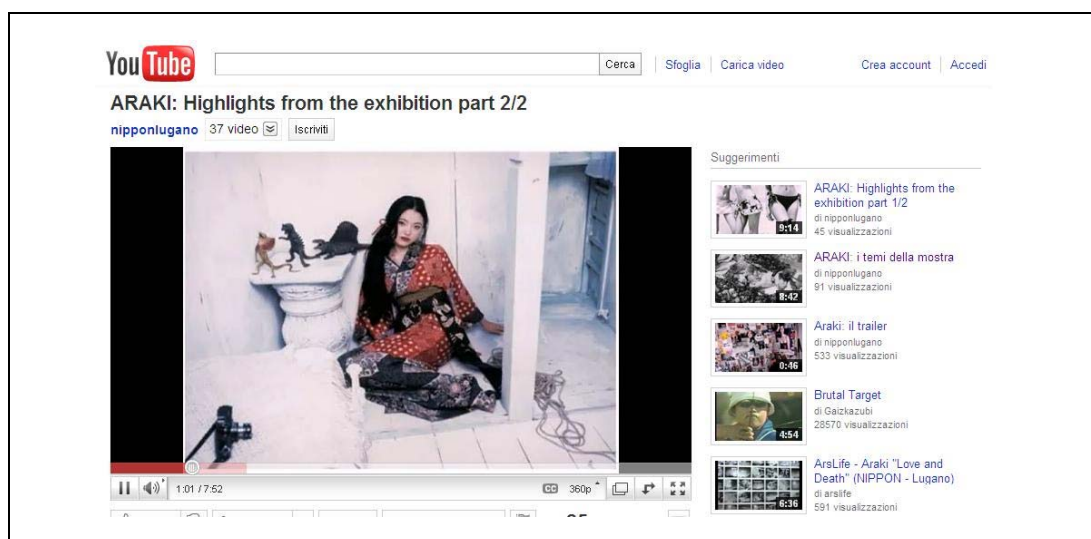 YouTube Cerca Sfoglia Carica video Crea account Accedi
ARAKI: Highlights from the exhibition part 2/2
nipponlugano 37 video Iscriviti
Suggerimenti
ARAKI: Highlights from the
exhibition part 1/2
di nipponlugano
45 visualizzazioni
9:14
ARAKI: i temi della mostra
di nipponlugano
91 visualizzazioni
8:42
Araki: il trailer
di nipponlugano
533 visualizzazioni
0:46
Brutal Target
di Gaizkazubi
28570 visualizzazioni
4:54
ArsLife - Araki "Love and
Death" (NIPPON - Lugano)
di arslife
591 visualizzazioni
6:36
1:01 / 7:52 CC 360p